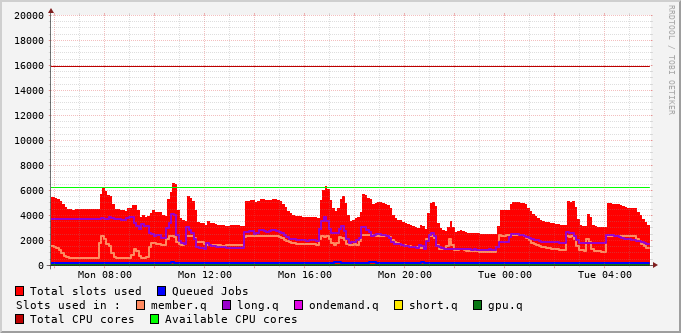 20000
18000
16000
14000
12000
10000
8000
6000
4000
2000
0
Mon 08:00 Mon 12:00 Mon 16:00 Mon 20:00 Tue 00:00 Tue 04:00
RRDTOOL / TOBI OETIKER
Total slots used Queued Jobs
Slots used in : member.q long.q ondemand.q short.q gpu.q
Total CPU cores Available CPU cores